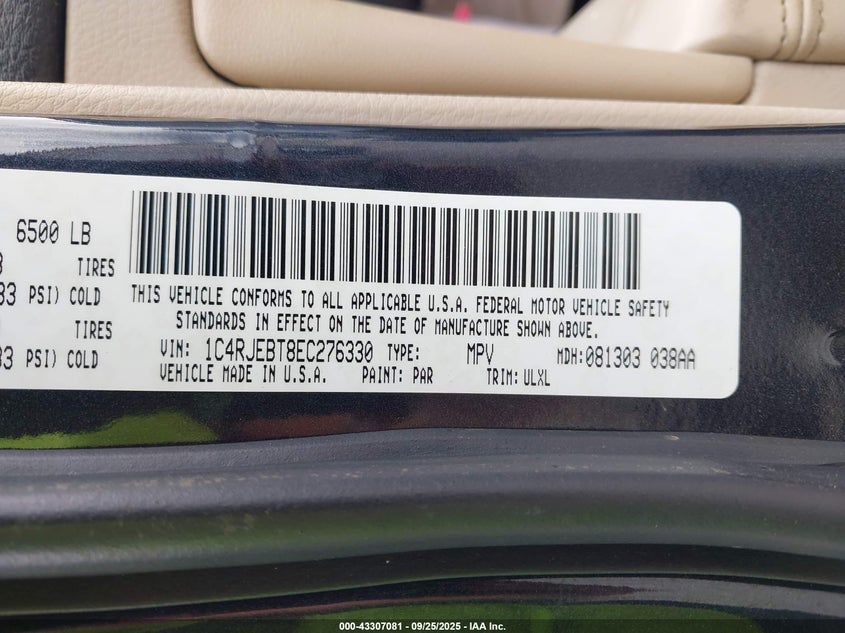 6500 LB
TIRES
PSI) COLD
TIRES
PSI) COLD
THIS VEHICLE CONFORMS TO ALL APPLICABLE U.S.A. FEDERAL MOTOR VEHICLE SAFETY
STANDARDS IN EFFECT ON THE DATE OF MANUFACTURE SHOWN ABOVE.
VIN: 1C4RJEBT8EC276330 TYPE: MPV MDH:081303 038AA
VEHICLE MADE IN U.S.A. PAINT: PAR TRIM: ULXL
000-43307081 - 09/25/2025 - IAA Inc.